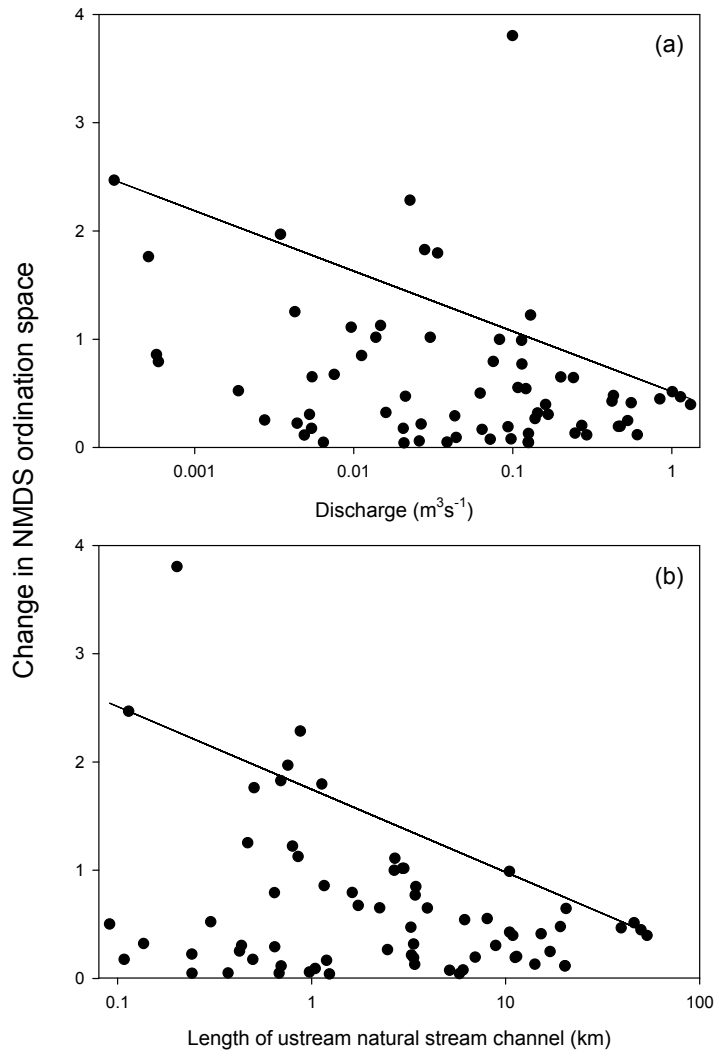 Change in NMDS ordination space
(a)
4
3
2
1
0
0.001 0.01 0.1 1
Discharge (m³s⁻¹)
(b)
4
3
2
1
0
0.1 1 10 100
Length of ustream natural stream channel (km)